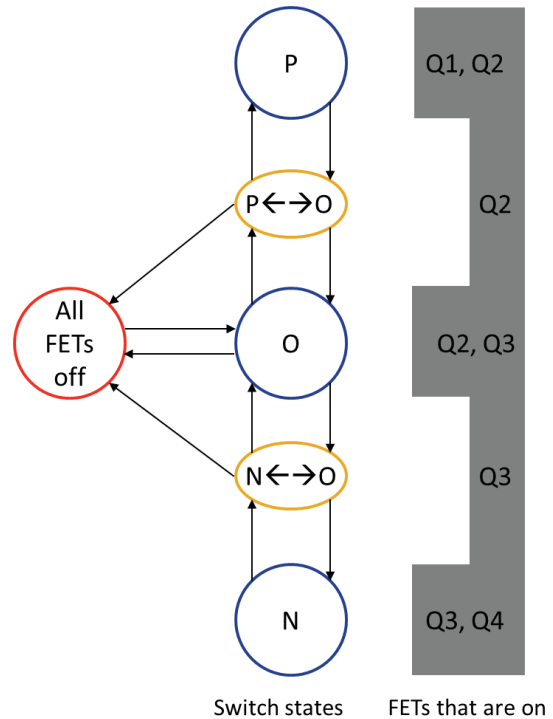 P
Q1, Q2
P←→O
Q2
All
FETs
off
O
Q2, Q3
N←→O
Q3
N
Q3, Q4
Switch states
FETs that are on